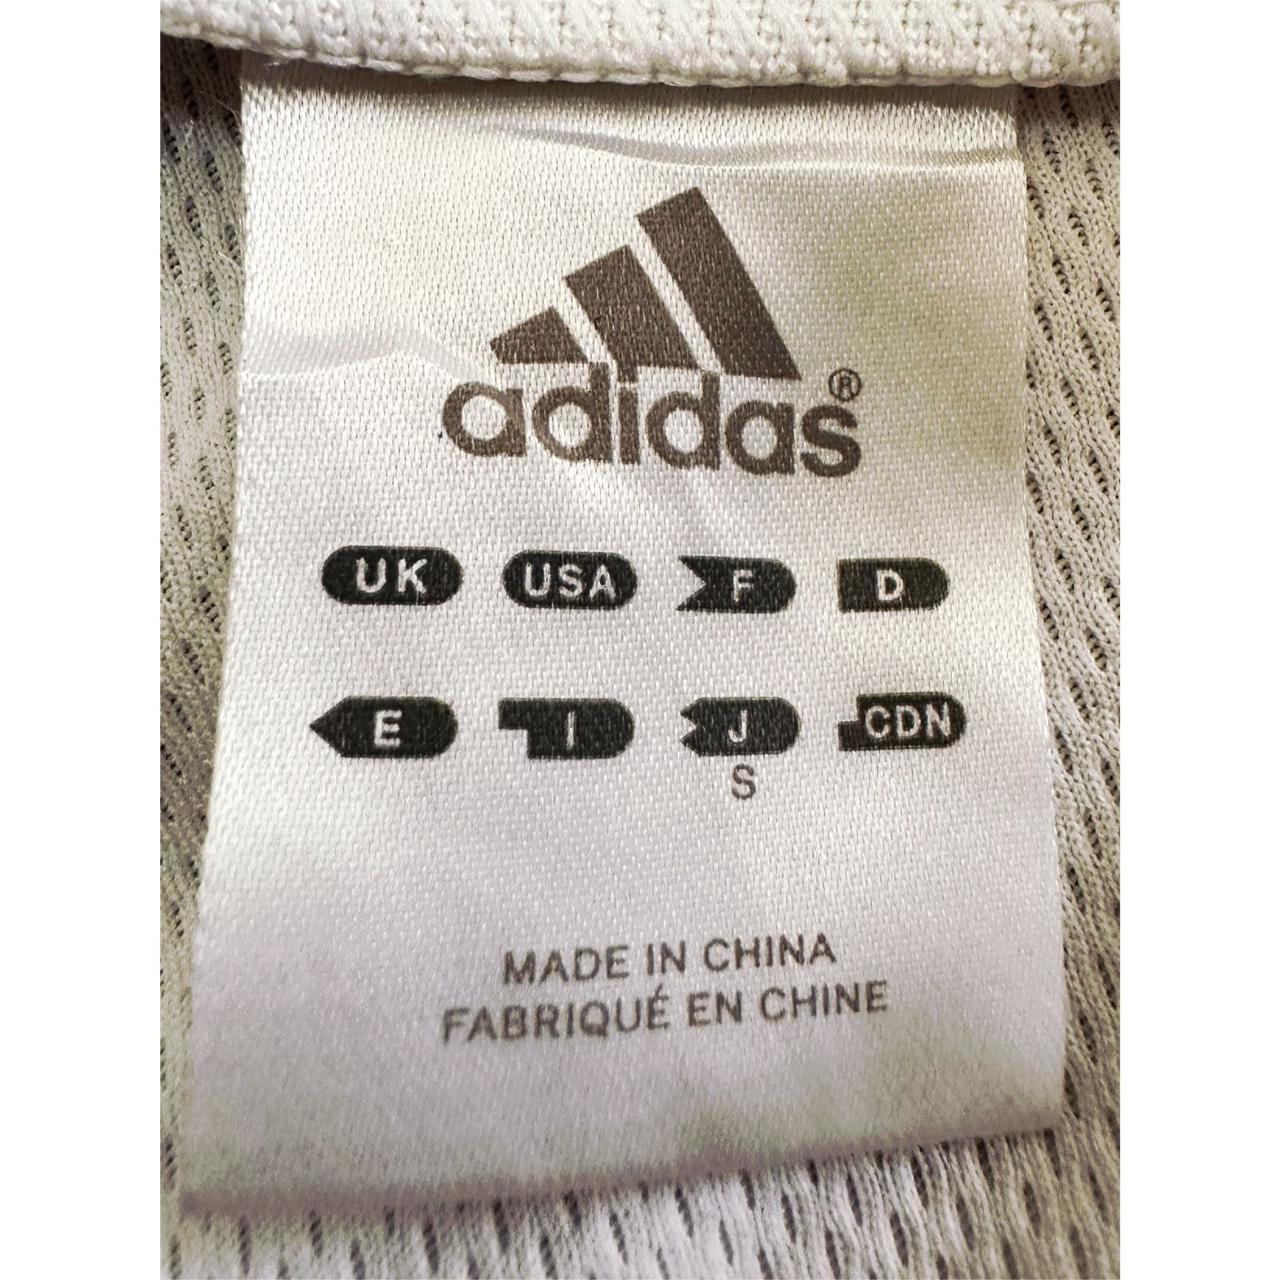 adidas®
UK USA F D
E I J CDN
S
MADE IN CHINA
FABRIQUÉ EN CHINE